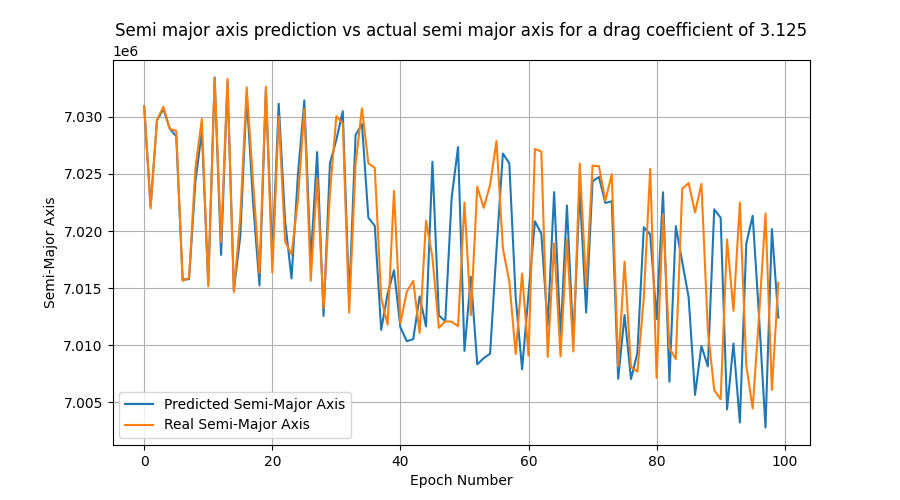 Semi major axis prediction vs actual semi major axis for a drag coefficient of 3.125
1e6
7.030
7.025
7.020
7.015
7.010
7.005
Semi-Major Axis
Predicted Semi-Major Axis
Real Semi-Major Axis
0 20 40 60 80 100
Epoch Number